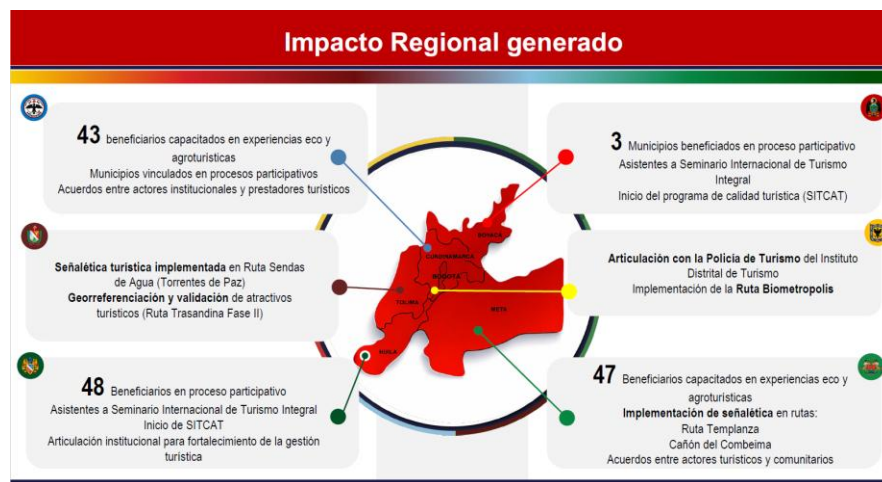 Impacto Regional generado
43 beneficiarios capacitados en experiencias eco y
agroturísticas
Municipios vinculados en procesos participativos
Acuerdos entre actores institucionales y prestadores turísticos
3 Municipios beneficiados en proceso participativo
Asistentes a Seminario Internacional de Turismo
Integral
Inicio del programa de calidad turística (SITCAT)
Señalética turística implementada en Ruta Sendas
de Agua (Torrentes de Paz)
Georreferenciación y validación de atractivos
turísticos (Ruta Trasandina Fase II)
BOYACÁ
CUNDINAMARCA
BOGOTÁ
TOLIMA
META
HUILA
Articulación con la Policía de Turismo del Instituto
Distrital de Turismo
Implementación de la Ruta Biometropolis
48 Beneficiarios en proceso participativo
Asistentes a Seminario Internacional de Turismo Integral
Inicio de SITCAT
Articulación institucional para fortalecimiento de la gestión
turística
47 Beneficiarios capacitados en experiencias eco y
agroturísticas
Implementación de señalética en rutas:
Ruta Templanza
Cañón del Combeima
Acuerdos entre actores turísticos y comunitarios